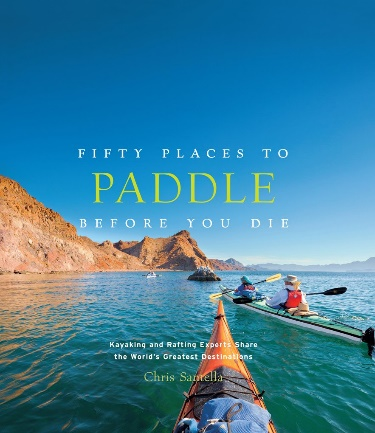 FIFTY PLACES TO
PADDLE
BEFORE YOU DIE
Kayaking and Rafting Experts Share
the World's Greatest Destinations
Chris Santella